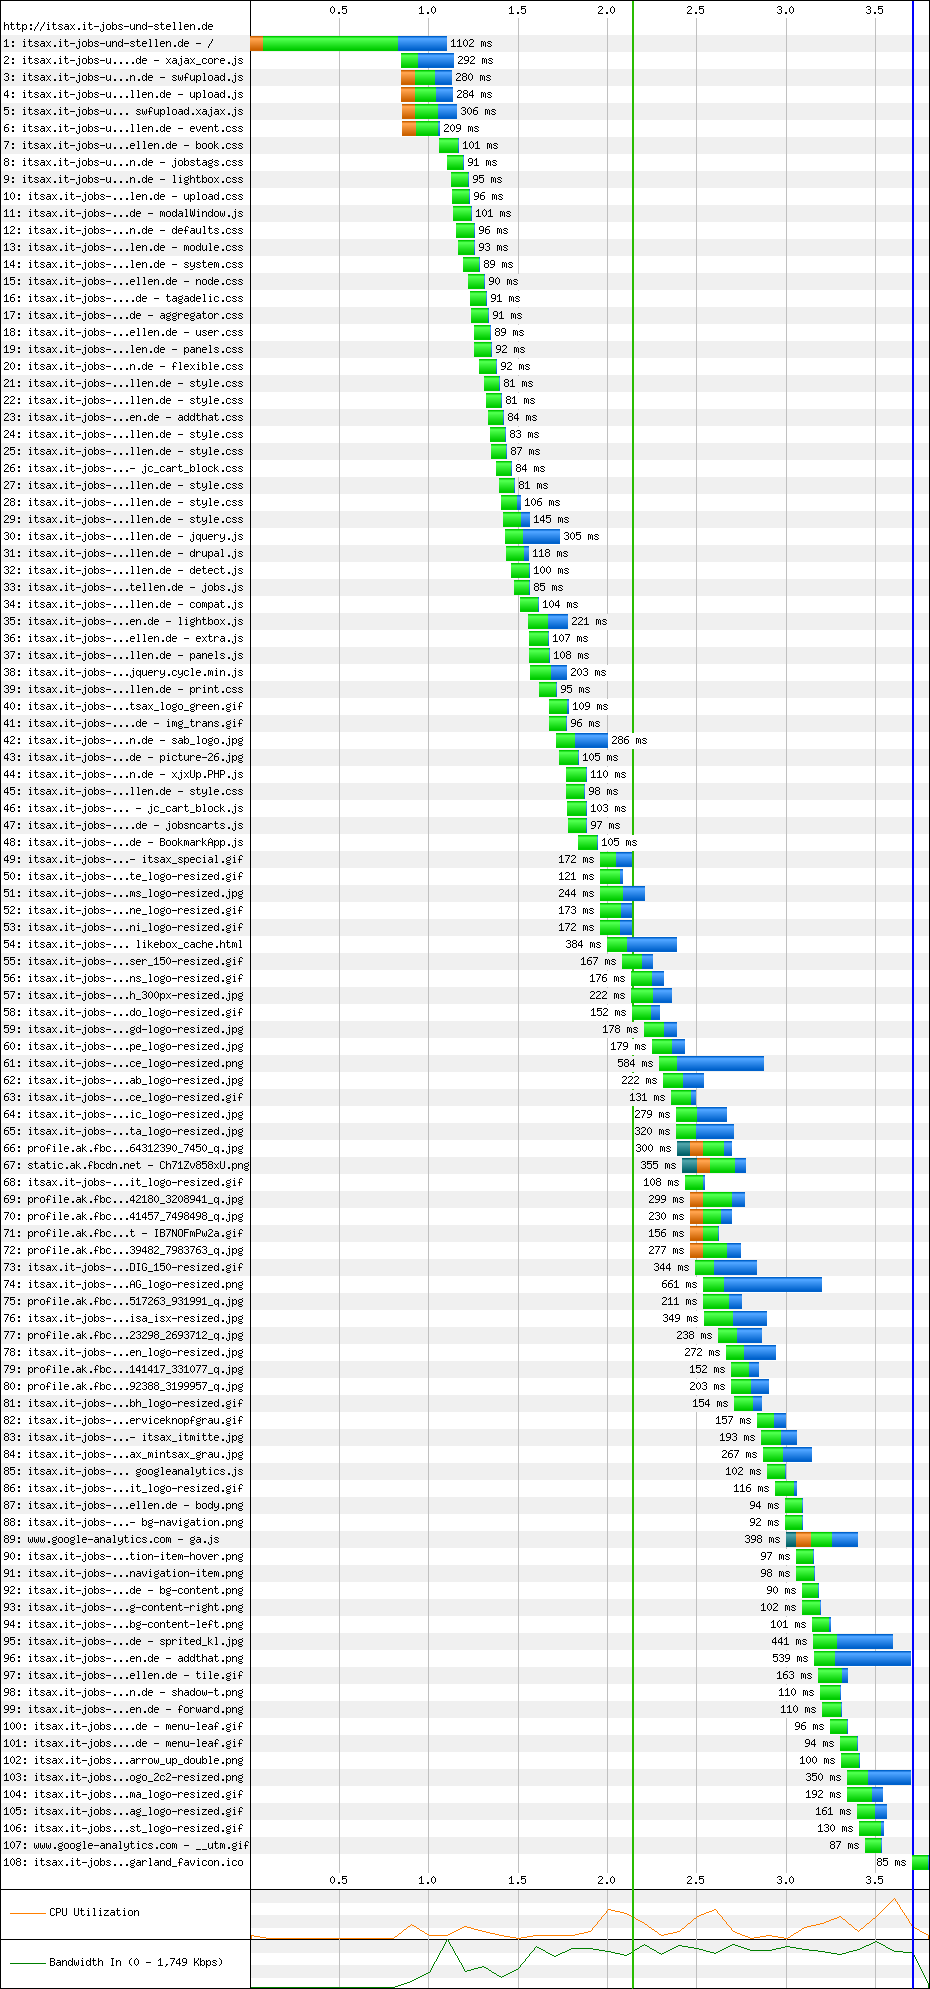 0.5 1.0 1.5 2.0 2.5 3.0 3.5
http://itsax.it-jobs-und-stellen.de
1: itsax.it-jobs-und-stellen.de - / 1102 ms
2: itsax.it-jobs-u....de - xajax_core.js 292 ms
3: itsax.it-jobs-u...n.de - swfupload.js 280 ms
4: itsax.it-jobs-u...llen.de - upload.js 284 ms
5: itsax.it-jobs-u... swfupload.xajax.js 306 ms
6: itsax.it-jobs-u...llen.de - event.css 209 ms
7: itsax.it-jobs-u...ellen.de - book.css 101 ms
8: itsax.it-jobs-u...n.de - jobstags.css 91 ms
9: itsax.it-jobs-u...n.de - lightbox.css 95 ms
10: itsax.it-jobs-...len.de - upload.css 96 ms
11: itsax.it-jobs-...de - modalWindow.js 101 ms
12: itsax.it-jobs-...n.de - defaults.css 96 ms
13: itsax.it-jobs-...len.de - module.css 93 ms
14: itsax.it-jobs-...len.de - system.css 89 ms
15: itsax.it-jobs-...ellen.de - node.css 90 ms
16: itsax.it-jobs-....de - tagadelic.css 91 ms
17: itsax.it-jobs-...de - aggregator.css 91 ms
18: itsax.it-jobs-...ellen.de - user.css 89 ms
19: itsax.it-jobs-...len.de - panels.css 92 ms
20: itsax.it-jobs-...n.de - flexible.css 92 ms
21: itsax.it-jobs-...llen.de - style.css 81 ms
22: itsax.it-jobs-...llen.de - style.css 81 ms
23: itsax.it-jobs-...en.de - addthat.css 84 ms
24: itsax.it-jobs-...llen.de - style.css 83 ms
25: itsax.it-jobs-...llen.de - style.css 87 ms
26: itsax.it-jobs-...- jc_cart_block.css 84 ms
27: itsax.it-jobs-...llen.de - style.css 81 ms
28: itsax.it-jobs-...llen.de - style.css 106 ms
29: itsax.it-jobs-...llen.de - style.css 145 ms
30: itsax.it-jobs-...llen.de - jquery.js 305 ms
31: itsax.it-jobs-...llen.de - drupal.js 118 ms
32: itsax.it-jobs-...llen.de - detect.js 100 ms
33: itsax.it-jobs-...tellen.de - jobs.js 85 ms
34: itsax.it-jobs-...llen.de - compat.js 104 ms
35: itsax.it-jobs-...en.de - lightbox.js 221 ms
36: itsax.it-jobs-...ellen.de - extra.js 107 ms
37: itsax.it-jobs-...llen.de - panels.js 108 ms
38: itsax.it-jobs-...jquery.cycle.min.js 203 ms
39: itsax.it-jobs-...llen.de - print.css 95 ms
40: itsax.it-jobs-...tsax_logo_green.gif 109 ms
41: itsax.it-jobs-....de - img_trans.gif 96 ms
42: itsax.it-jobs-...n.de - sab_logo.jpg 286 ms
43: itsax.it-jobs-...de - picture-26.jpg 105 ms
44: itsax.it-jobs-...n.de - xjxUp.PHP.js 110 ms
45: itsax.it-jobs-...llen.de - style.css 98 ms
46: itsax.it-jobs-... - jc_cart_block.js 103 ms
47: itsax.it-jobs-....de - jobsncarts.js 97 ms
48: itsax.it-jobs-...de - BookmarkApp.js 105 ms
49: itsax.it-jobs-...- itsax_special.gif 172 ms
50: itsax.it-jobs-...te_logo-resized.gif 121 ms
51: itsax.it-jobs-...ms_logo-resized.jpg 244 ms
52: itsax.it-jobs-...ne_logo-resized.gif 173 ms
53: itsax.it-jobs-...ni_logo-resized.gif 172 ms
54: itsax.it-jobs-... likebox_cache.html 384 ms
55: itsax.it-jobs-...ser_150-resized.gif 167 ms
56: itsax.it-jobs-...ns_logo-resized.gif 176 ms
57: itsax.it-jobs-...h_300px-resized.jpg 222 ms
58: itsax.it-jobs-...do_logo-resized.gif 152 ms
59: itsax.it-jobs-...gd-logo-resized.jpg 178 ms
60: itsax.it-jobs-...pe_logo-resized.jpg 179 ms
61: itsax.it-jobs-...ce_logo-resized.png 584 ms
62: itsax.it-jobs-...ab_logo-resized.jpg 222 ms
63: itsax.it-jobs-...ce_logo-resized.gif 131 ms
64: itsax.it-jobs-...ic_logo-resized.jpg 279 ms
65: itsax.it-jobs-...ta_logo-resized.jpg 320 ms
66: profile.ak.fbc...64312390_7450_q.jpg 300 ms
67: static.ak.fbcdn.net - Ch71Zv858xU.png 355 ms
68: itsax.it-jobs-...it_logo-resized.gif 108 ms
69: profile.ak.fbc...42180_3208941_q.jpg 299 ms
70: profile.ak.fbc...41457_7498498_q.jpg 230 ms
71: profile.ak.fbc...t - IB7NOFmPw2a.gif 156 ms
72: profile.ak.fbc...39482_7983763_q.jpg 277 ms
73: itsax.it-jobs-...DIG_150-resized.gif 344 ms
74: itsax.it-jobs-...AG_logo-resized.png 661 ms
75: profile.ak.fbc...517263_931991_q.jpg 211 ms
76: itsax.it-jobs-...isa_isx-resized.jpg 349 ms
77: profile.ak.fbc...23298_2693712_q.jpg 238 ms
78: itsax.it-jobs-...en_logo-resized.jpg 272 ms
79: profile.ak.fbc...141417_331077_q.jpg 152 ms
80: profile.ak.fbc...92388_3199957_q.jpg 203 ms
81: itsax.it-jobs-...bh_logo-resized.gif 154 ms
82: itsax.it-jobs-...erviceknopfgrau.gif 157 ms
83: itsax.it-jobs-...- itsax_itmitte.jpg 193 ms
84: itsax.it-jobs-...ax_mintsax_grau.jpg 267 ms
85: itsax.it-jobs-... googleanalytics.js 102 ms
86: itsax.it-jobs-...it_logo-resized.gif 116 ms
87: itsax.it-jobs-...ellen.de - body.png 94 ms
88: itsax.it-jobs-...- bg-navigation.png 92 ms
89: www.google-analytics.com - ga.js 398 ms
90: itsax.it-jobs-...tion-item-hover.png 97 ms
91: itsax.it-jobs-...navigation-item.png 98 ms
92: itsax.it-jobs-...de - bg-content.png 90 ms
93: itsax.it-jobs-...g-content-right.png 102 ms
94: itsax.it-jobs-...bg-content-left.png 101 ms
95: itsax.it-jobs-...de - sprited_kl.jpg 441 ms
96: itsax.it-jobs-...en.de - addthat.png 539 ms
97: itsax.it-jobs-...ellen.de - tile.gif 163 ms
98: itsax.it-jobs-...n.de - shadow-t.png 110 ms
99: itsax.it-jobs-...en.de - forward.png 110 ms
100: itsax.it-jobs....de - menu-leaf.gif 96 ms
101: itsax.it-jobs....de - menu-leaf.gif 94 ms
102: itsax.it-jobs...arrow_up_double.png 100 ms
103: itsax.it-jobs...ogo_2c2-resized.png 350 ms
104: itsax.it-jobs...ma_logo-resized.gif 192 ms
105: itsax.it-jobs...ag_logo-resized.gif 161 ms
106: itsax.it-jobs...st_logo-resized.gif 130 ms
107: www.google-analytics.com - __utm.gif 87 ms
108: itsax.it-jobs...garland_favicon.ico 85 ms
0.5 1.0 1.5 2.0 2.5 3.0 3.5
CPU Utilization
Bandwidth In (0 - 1,749 Kbps)